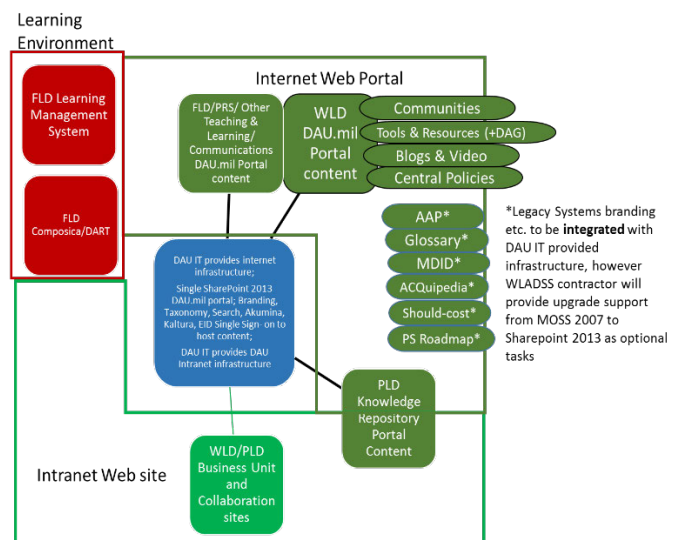 Learning
Environment
FLD Learning
Management
System
FLD
Composica/DART
Internet Web Portal
FLD/PRS/ Other
Teaching &
Learning/
Communications
DAU.mil Portal
content
WLD
DAU.mil
Portal
content
Communities
Tools & Resources (+DAG)
Blogs & Video
Central Policies
AAP*
Glossary*
MDID*
ACQuipedia*
Should-cost*
PS Roadmap*
*Legacy Systems branding
etc. to be integrated with
DAU IT provided
infrastructure, however
WLADSS contractor will
provide upgrade support
from MOSS 2007 to
Sharepoint 2013 as optional
tasks
DAU IT provides internet
infrastructure;
Single SharePoint 2013
DAU.mil portal; Branding,
Taxonomy, Search, Akumina,
Kaltura, EID Single Sign- on to
host content;
DAU IT provides DAU
Intranet infrastructure
PLD
Knowledge
Repository
Portal
Content
Intranet Web site
WLD/PLD
Business Unit
and
Collaboration
sites